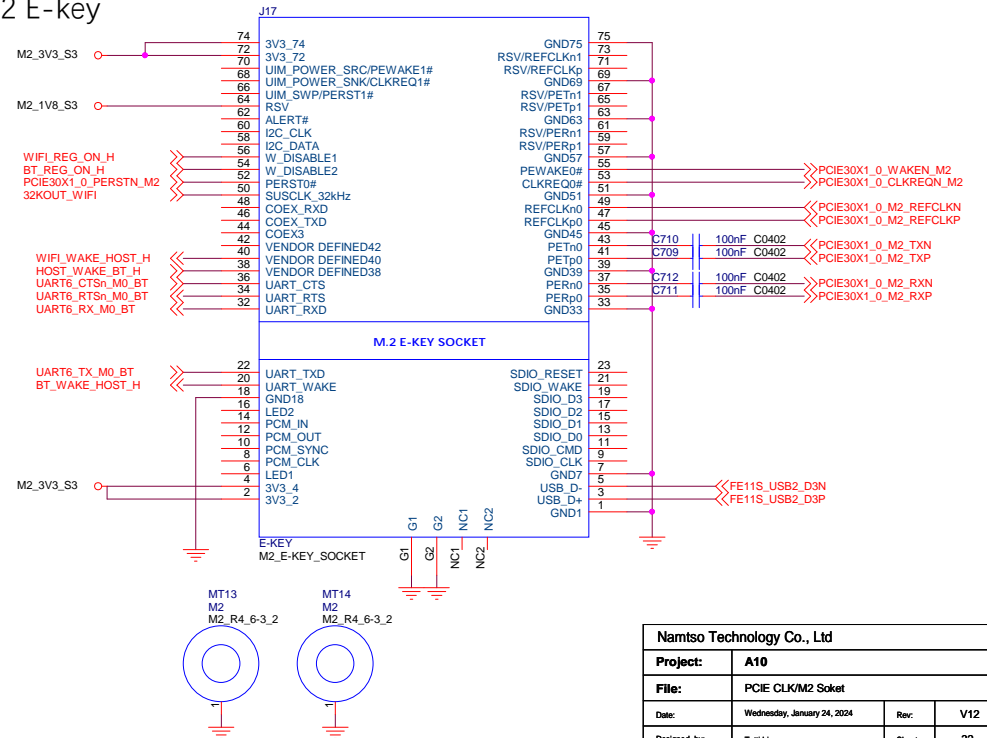 2 E-key
J17
M2_3V3_S3
74 3V3_74 GND75 75
72 3V3_72 RSV/REFCLKn1 73
70 UIM_POWER_SRC/PEWAKE1# RSV/REFCLKp 71
68 UIM_POWER_SNK/CLKREQ1# GND69 69
66 UIM_SWP/PERST1# RSV/PETn1 67
M2_1V8_S3 64 RSV RSV/PETp1 65
62 ALERT# GND63 63
60 I2C_CLK RSV/PERn1 61
58 I2C_DATA RSV/PERp1 59
WIFI_REG_ON_H 56 W_DISABLE1 GND57 57
BT_REG_ON_H 54 W_DISABLE2 PEWAKE0# 55 PCIE30X1_0_WAKEN_M2
PCIE30X1_0_PERSTN_M2 52 PERST0# CLKREQ0# 53 PCIE30X1_0_CLKREQN_M2
32KOUT_WIFI 50 SUSCLK_32kHz GND51 51
48 COEX_RXD REFCLKn0 49 PCIE30X1_0_M2_REFCLKN
46 COEX_TXD REFCLKp0 47 PCIE30X1_0_M2_REFCLKP
44 COEX3 GND45 45
42 VENDOR DEFINED42 PETn0 43 C710 100nF C0402 PCIE30X1_0_M2_TXN
WIFI_WAKE_HOST_H 40 VENDOR DEFINED40 PETp0 41 C709 100nF C0402 PCIE30X1_0_M2_TXP
HOST_WAKE_BT_H 38 VENDOR DEFINED38 GND39 39
UART6_CTSn_M0_BT 36 UART_CTS PERn0 37 C712 100nF C0402 PCIE30X1_0_M2_RXN
UART6_RTSn_M0_BT 34 UART_RTS PERp0 35 C711 100nF C0402 PCIE30X1_0_M2_RXP
UART6_RX_M0_BT 32 UART_RXD GND33 33
M.2 E-KEY SOCKET
UART6_TX_M0_BT 22 UART_TXD SDIO_RESET 23
BT_WAKE_HOST_H 20 UART_WAKE SDIO_WAKE 21
18 GND18 SDIO_D3 19
16 LED2 SDIO_D2 17
14 PCM_IN SDIO_D1 15
12 PCM_OUT SDIO_D0 13
10 PCM_SYNC SDIO_CMD 11
8 PCM_CLK SDIO_CLK 9
6 LED1 GND7 7
M2_3V3_S3 4 3V3_4 USB_D- 5 FE11S_USB2_D3N
2 3V3_2 USB_D+ 3 FE11S_USB2_D3P
GND1 1
G1 G2 NC1 NC2
E-KEY
M2_E-KEY_SOCKET
G1 G2 NC1 NC2
MT13 MT14
M2 M2
M2_R4_6-3_2 M2_R4_6-3_2
1 1
Namtso Technology Co., Ltd
Project: A10
File: PCIE CLK/M2 Soket
Date: Wednesday, January 24, 2024 Rev: V12